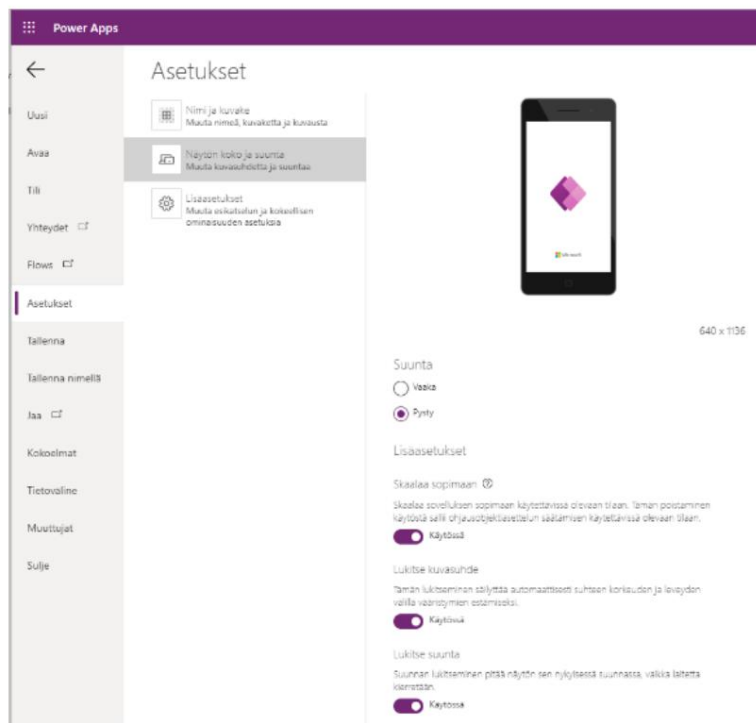 Power Apps
Asetukset
Uusi
Avaa
Tili
Yhteydet
Flows
Asetukset
Tallenna
Tallenna nimellä
Jaa
Kokoelmat
Tietoväline
Muuttujat
Sulje
Nimi ja kuvake
Muuta nimeä, kuvaketta ja kuvausta
Näytön koko ja suunta
Muuta kuvasuhdetta ja suuntaa
Lisäasetukset
Muuta esikatselun ja kokeellisen
ominaisuuden asetuksia
Microsoft
640 x 1136
Suunta
Vaaka
Pysty
Lisäasetukset
Skaalaa sopimaan
Skaalaa sovelluksen sopimaan käytettävissä olevaan tilaan. Tämän poistaminen
käytöstä sallii ohjausobjektiasettelun säätämisen käytettävissä olevaan tilaan.
Käytössä
Lukitse kuvasuhde
Tämän lukitseminen säilyttää automaattisesti suhteen korkeuden ja leveyden
välillä vääristymien estämiseksi.
Käytössä
Lukitse suunta
Suunnan lukitseminen pitää näytön sen nykyisessä suunnassa, vaikka laitetta
kierretään.
Käytössä